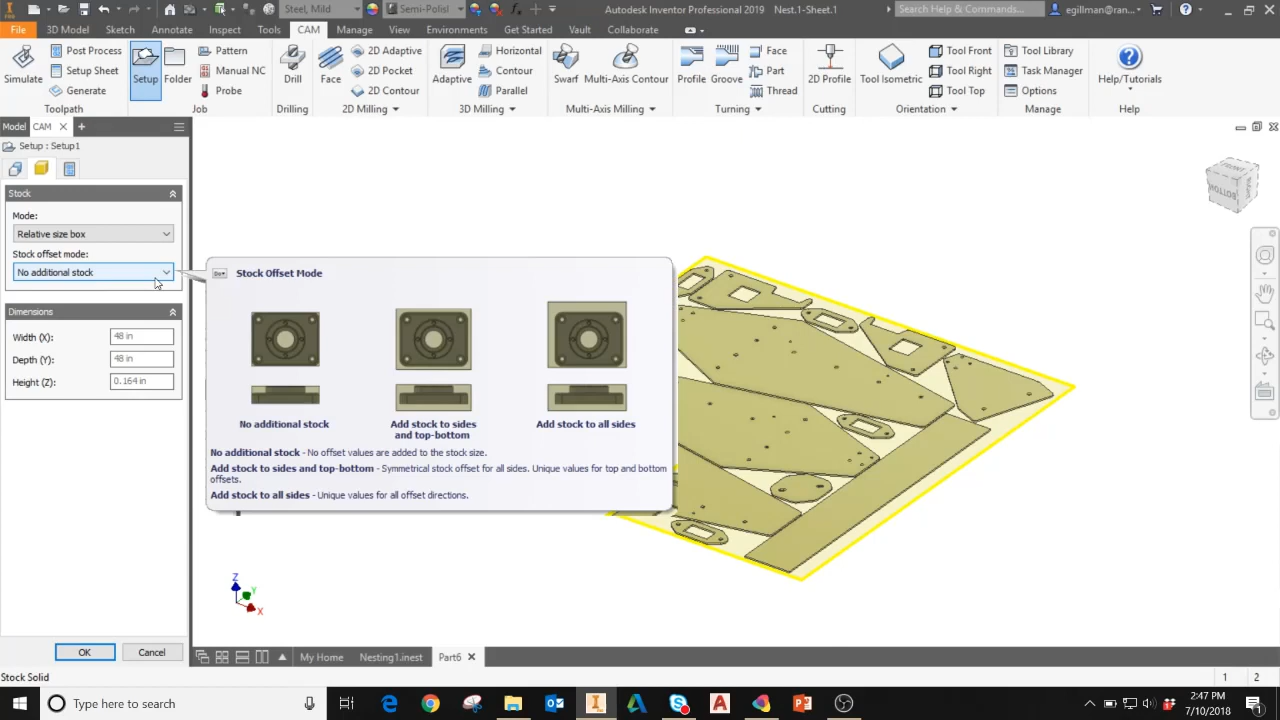 Steel, Mild
Semi-Polisl
Autodesk Inventor Professional 2019 Nest.1-Sheet.1
Search Help & Commands...
egillman@ran...
File 3D Model Sketch Annotate Inspect Tools CAM Manage View Environments Get Started Vault Collaborate
Simulate
Post Process
Setup Sheet
Generate
Toolpath
Setup
Folder
Pattern
Manual NC
Probe
Job
Drill
Drilling
Face
2D Adaptive
2D Pocket
2D Contour
2D Milling
Adaptive
Horizontal
Contour
Parallel
3D Milling
Swarf
Multi-Axis Contour
Multi-Axis Milling
Profile
Groove
Face
Part
Thread
Turning
2D Profile
Cutting
Tool Isometric
Tool Front
Tool Right
Tool Top
Orientation
Tool Library
Task Manager
Options
Manage
Help/Tutorials
Help
Model CAM
Setup : Setup1
Stock
Mode:
Relative size box
Stock offset mode:
No additional stock
Dimensions
Width (X): 48 in
Depth (Y): 48 in
Height (Z): 0.164 in
OK Cancel
Stock Offset Mode
No additional stock
Add stock to sides
and top-bottom
Add stock to all sides
No additional stock - No offset values are added to the stock size.
Add stock to sides and top-bottom - Symmetrical stock offset for all sides. Unique values for top and bottom
offsets.
Add stock to all sides - Unique values for all offset directions.
BOTTOM
Z
Y
X
My Home Nesting1.inest Part6
Stock Solid
1 2
Type here to search
2:47 PM
7/10/2018